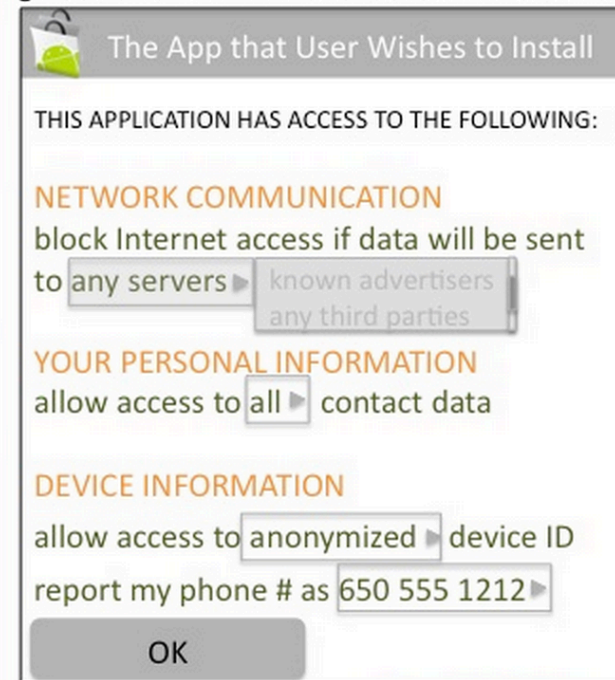 The App that User Wishes to Install
THIS APPLICATION HAS ACCESS TO THE FOLLOWING:
NETWORK COMMUNICATION
block Internet access if data will be sent
to any servers known advertisers
any third parties
YOUR PERSONAL INFORMATION
allow access to all contact data
DEVICE INFORMATION
allow access to anonymized device ID
report my phone # as 650 555 1212
OK